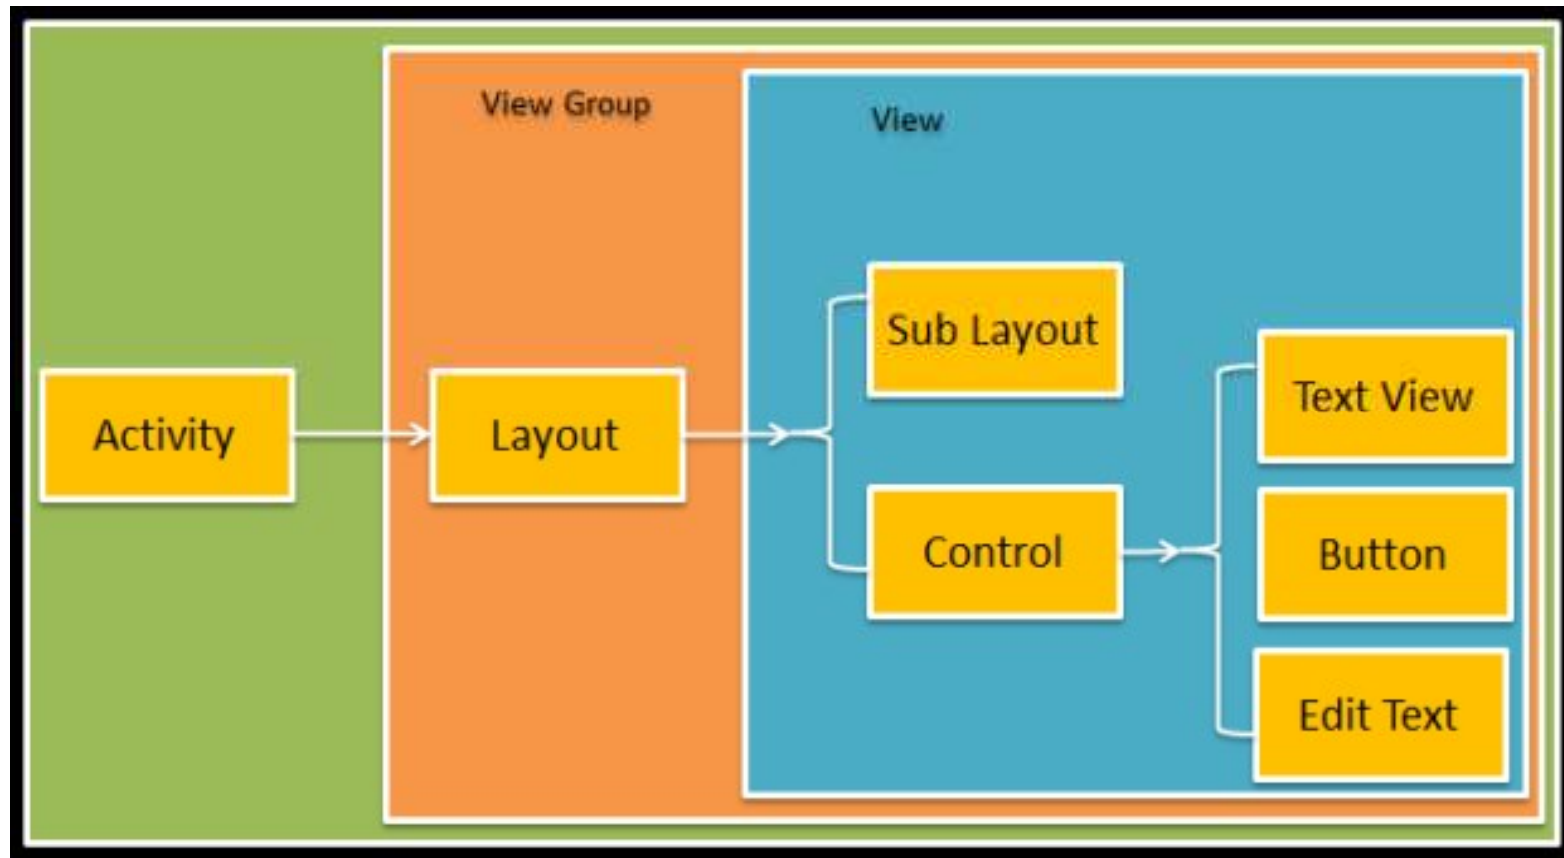 View Group
View
Sub Layout
Text View
Activity
Layout
Control
Button
Edit Text